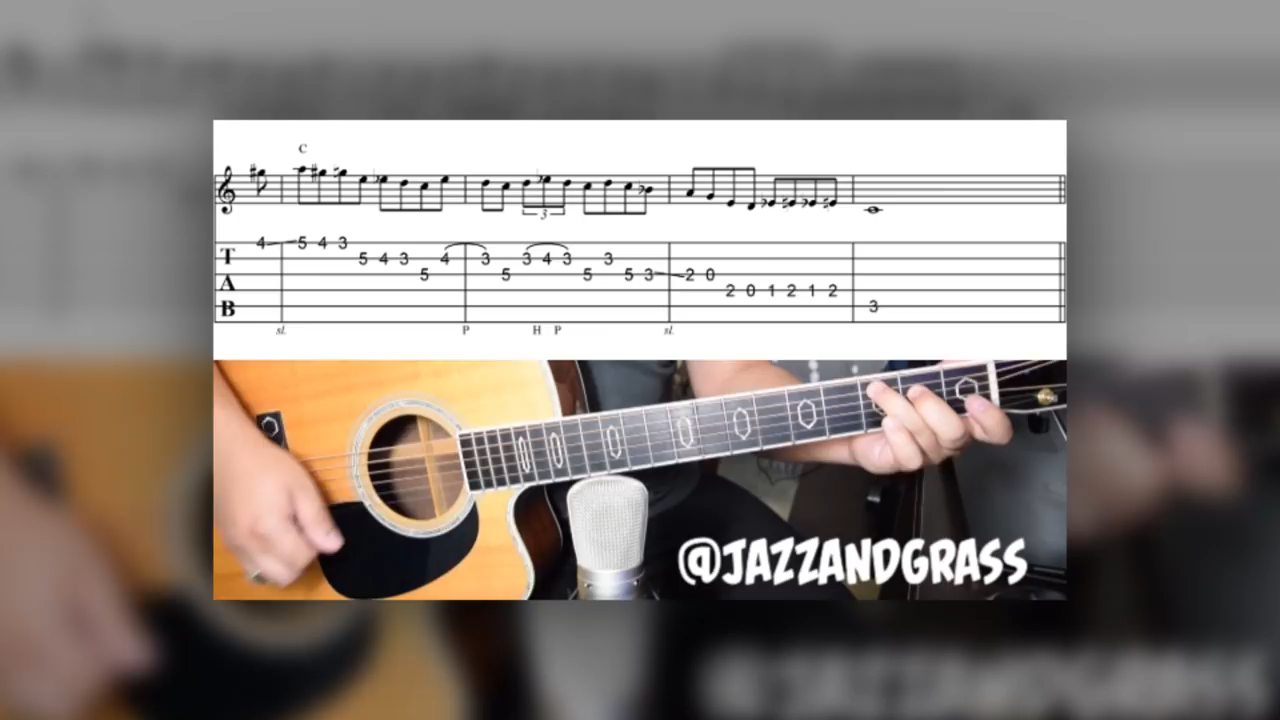 C
3
4 5 4 3
T 5 4 3 4 3 3 4 3 3
A 5 5 5 5 3 2 0
2 0 1 2 1 2
B 3
sl. P H P sl.
@JAZZANDGRASS